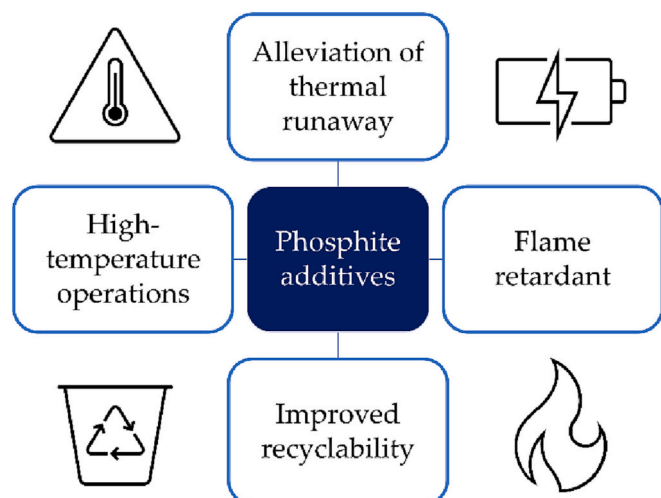 Alleviation of
thermal
runaway
High-
temperature
operations
Phosphite
additives
Flame
retardant
Improved
recyclability